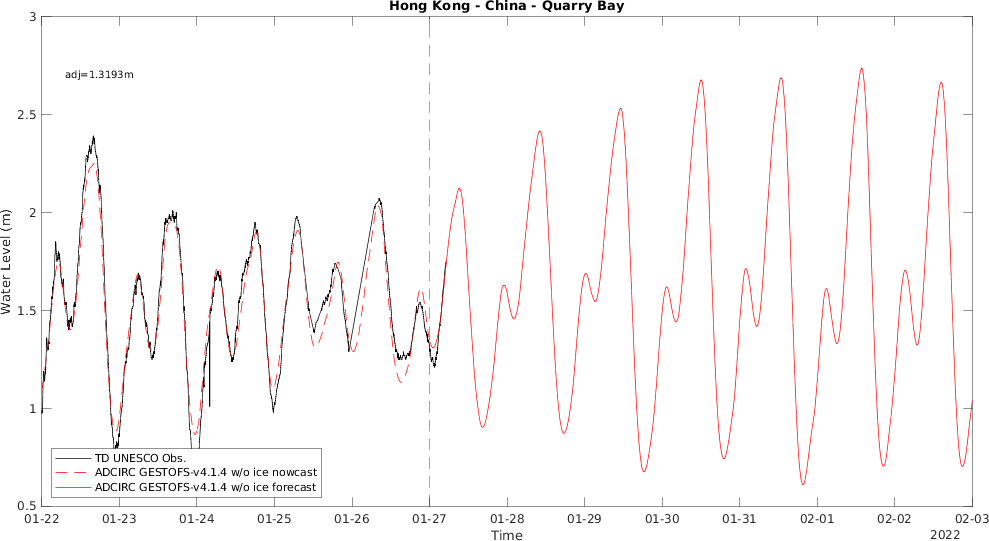 Hong Kong - China - Quarry Bay
adj=1.3193m
Water Level (m)
3
2.5
2
1.5
1
0.5
TD UNESCO Obs.
ADCIRC GESTOFS-v4.1.4 w/o ice nowcast
ADCIRC GESTOFS-v4.1.4 w/o ice forecast
01-22 01-23 01-24 01-25 01-26 01-27 01-28 01-29 01-30 01-31 02-01 02-02 02-03
Time
2022